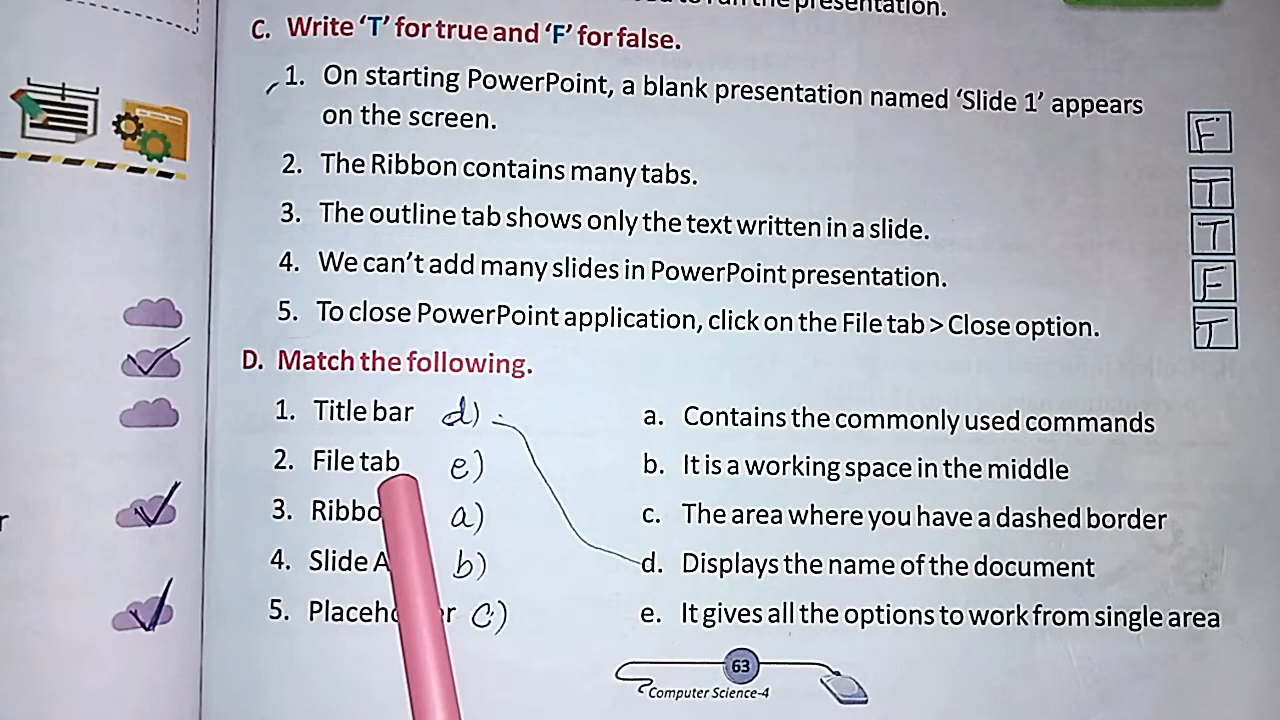 the presentation.
C. Write ‘T’ for true and ‘F’ for false.
1. On starting PowerPoint, a blank presentation named ‘Slide 1’ appears
on the screen. F
2. The Ribbon contains many tabs. T
3. The outline tab shows only the text written in a slide. T
4. We can’t add many slides in PowerPoint presentation. F
5. To close PowerPoint application, click on the File tab > Close option. T
D. Match the following.
1. Title bar d) a. Contains the commonly used commands
2. File tab e) b. It is a working space in the middle
3. Ribbo a) c. The area where you have a dashed border
4. Slide A b) d. Displays the name of the document
5. Placeho r c) e. It gives all the options to work from single area
63
Computer Science-4